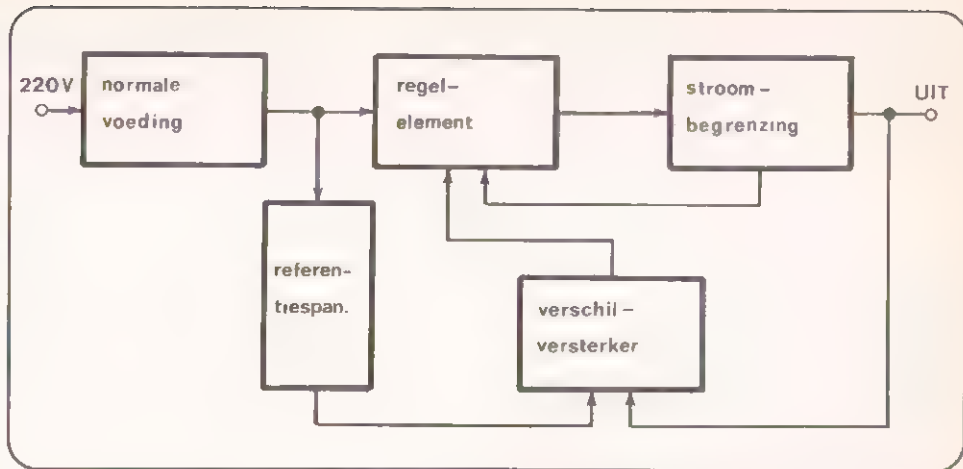 220V
normale
voeding
regel-
element
stroom-
begrenzing
UIT
referen-
tiespan.
verschil-
versterker